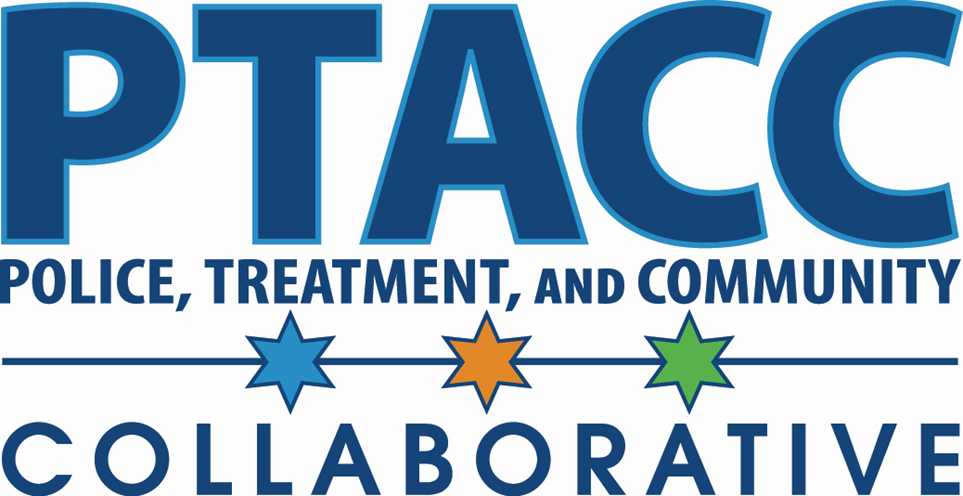 PTACC
POLICE, TREATMENT, AND COMMUNITY
COLLABORATIVE